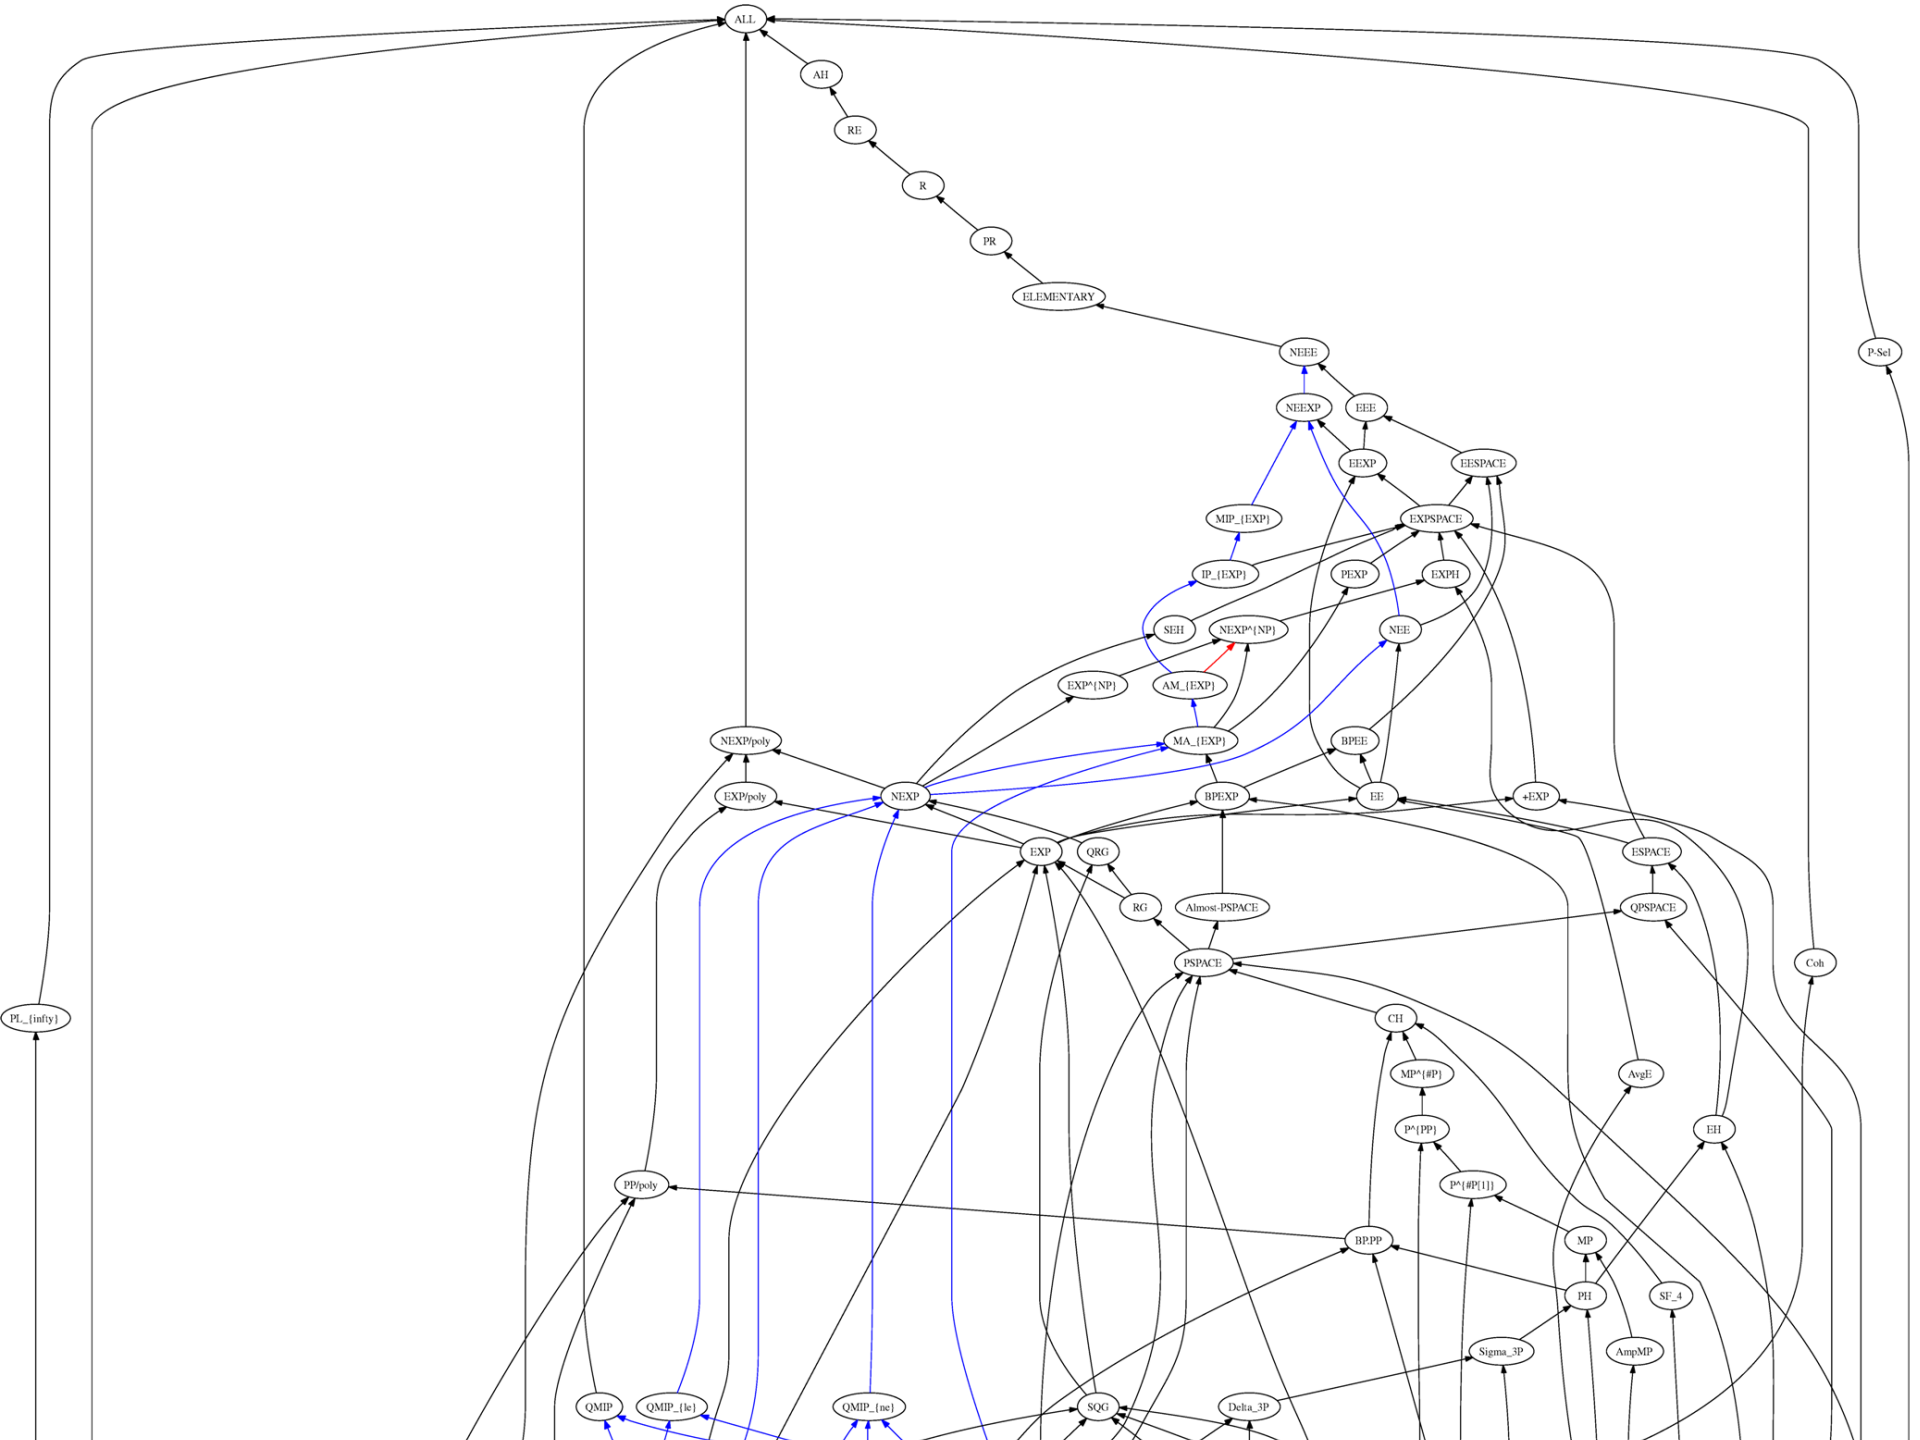 ALL
AH
RE
R
PR
ELEMENTARY
NEEE
P-Sel
NEEXP
EEE
EEXP
EESPACE
MIP_{EXP}
EXPSPACE
IP_{EXP}
PEXP
EXPH
SEH
NEXP^{NP}
NEE
EXP^{NP}
AM_{EXP}
NEXP/poly
MA_{EXP}
BPEE
EXP/poly
NEXP
BPEXP
EE
+EXP
EXP
QRG
ESPACE
RG
Almost-PSPACE
QPSPACE
PSPACE
Coh
PL_{infty}
CH
MP^{#P}
AvgE
P^{PP}
EH
PP/poly
P^{#P[1]}
BP.PP
MP
PH
SF_4
Sigma_3P
AmpMP
QMIP
QMIP_{le}
QMIP_{ne}
SQG
Delta_3P